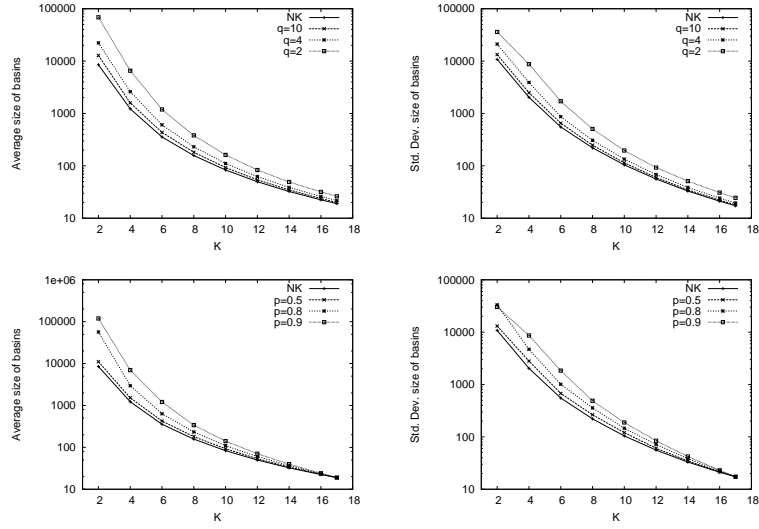 100000
10000
1000
100
10
2 4 6 8 10 12 14 16 18
Average size of basins
K
NK
q=10
q=4
q=2
100000
10000
1000
100
10
2 4 6 8 10 12 14 16 18
Std. Dev. size of basins
K
NK
q=10
q=4
q=2
1e+06
100000
10000
1000
100
10
2 4 6 8 10 12 14 16 18
Average size of basins
K
NK
p=0.5
p=0.8
p=0.9
100000
10000
1000
100
10
2 4 6 8 10 12 14 16 18
Std. Dev. size of basins
K
NK
p=0.5
p=0.8
p=0.9